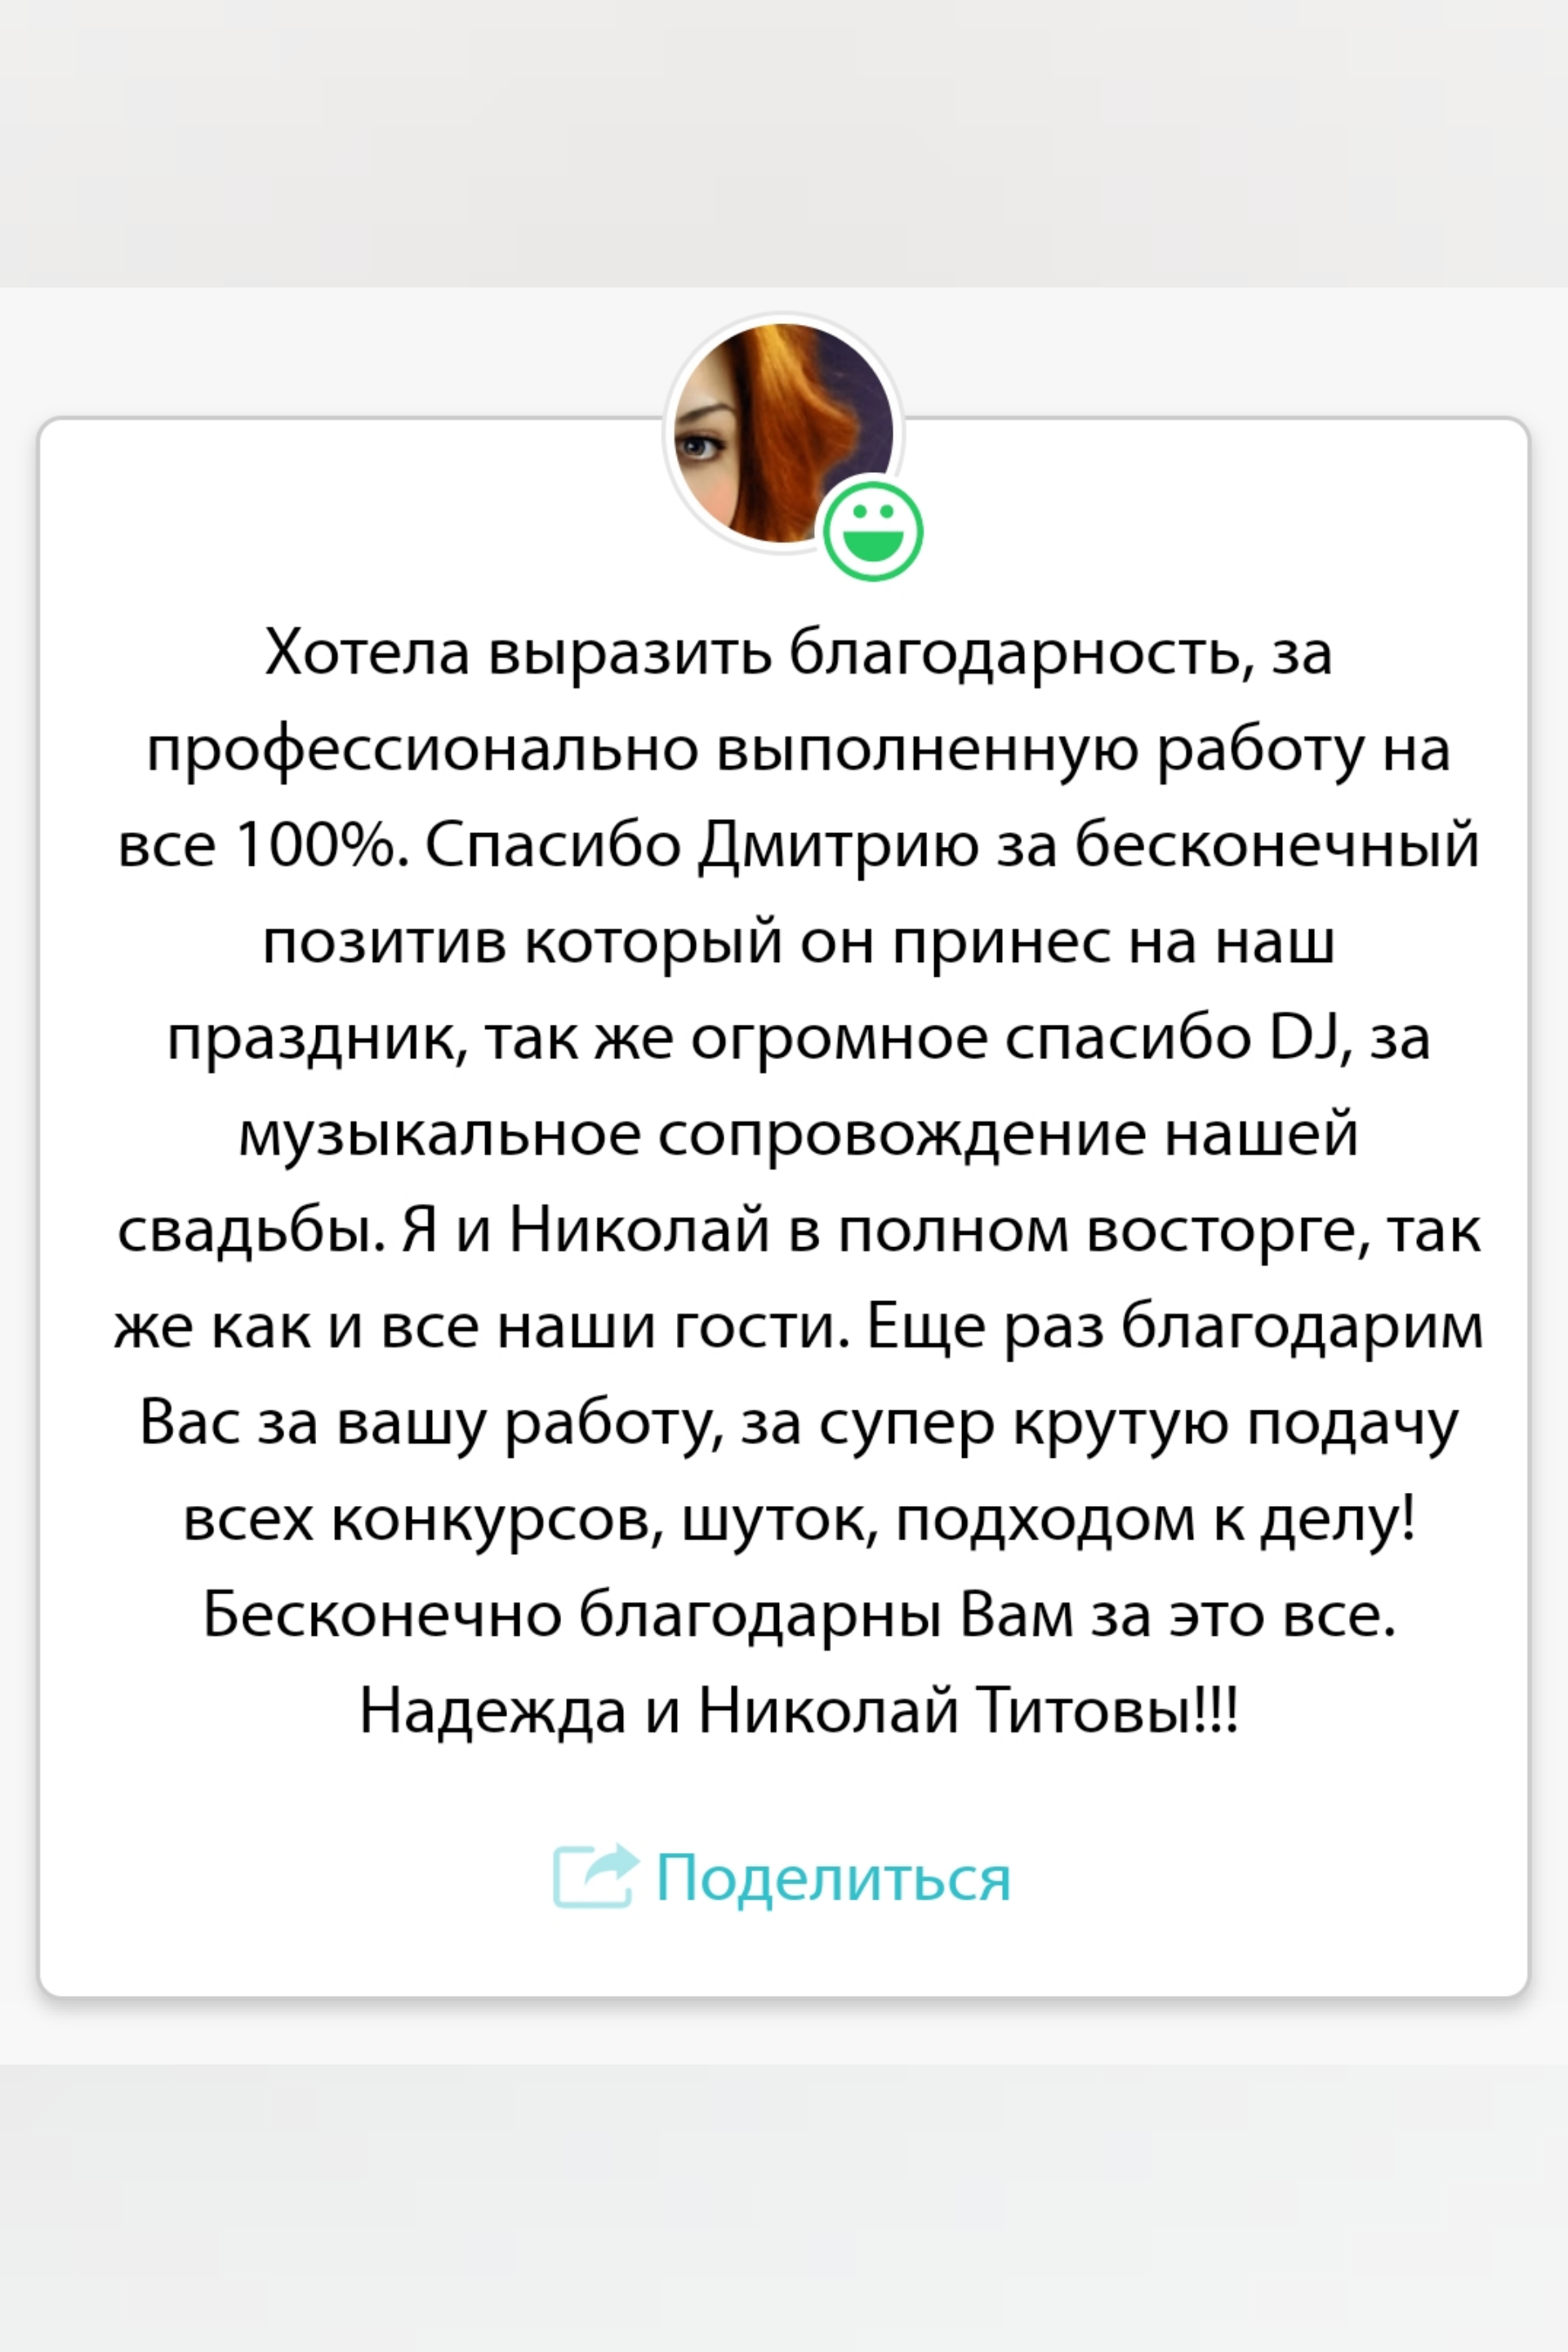 Хотела выразить благодарность, за
профессионально выполненную работу на
все 100%. Спасибо Дмитрию за бесконечный
позитив который он принес на наш
праздник, так же огромное спасибо DJ, за
музыкальное сопровождение нашей
свадьбы. Я и Николай в полном восторге, так
же как и все наши гости. Еще раз благодарим
Вас за вашу работу, за супер крутую подачу
всех конкурсов, шуток, подходом к делу!
Бесконечно благодарны Вам за это все.
Надежда и Николай Титовы!!!
Поделиться